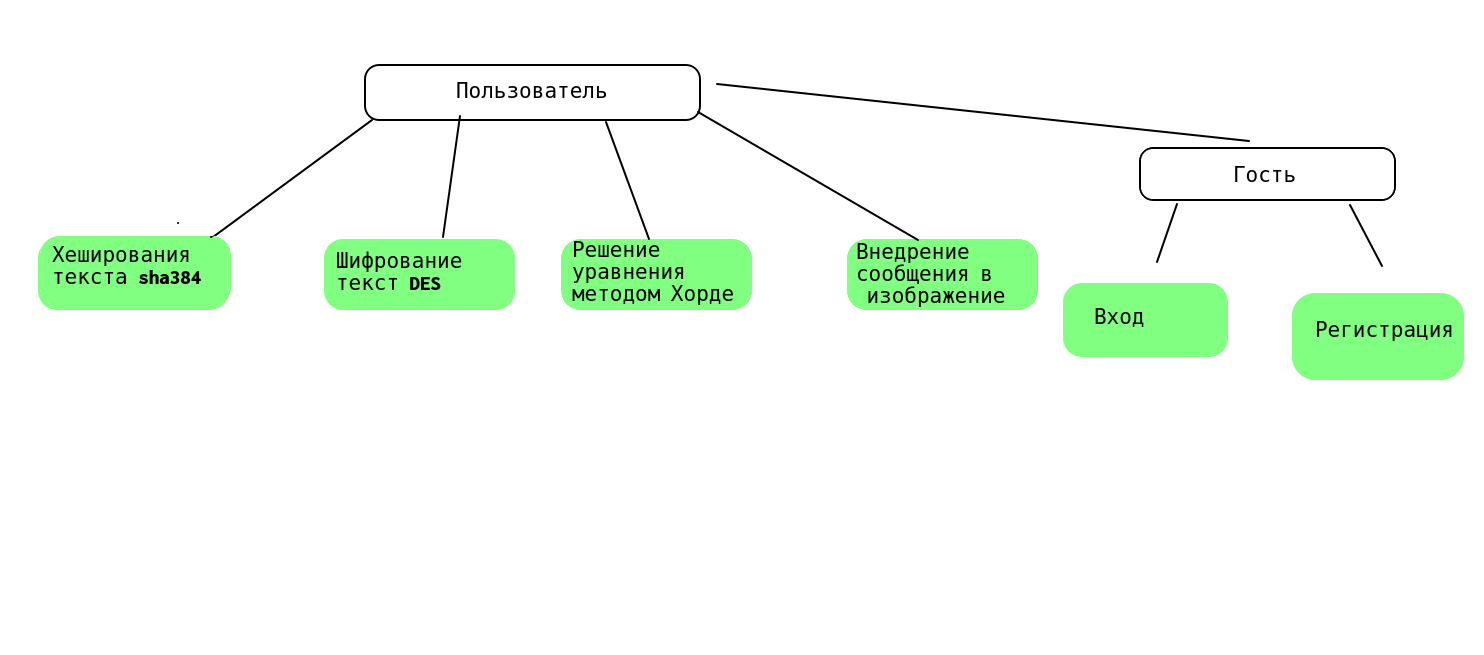 Пользователь
Гость
Хеширования
текста sha384
Шифрование
текст DES
Решение
уравнения
методом Хорде
Внедрение
сообщения в
изображение
Вход
Регистрация